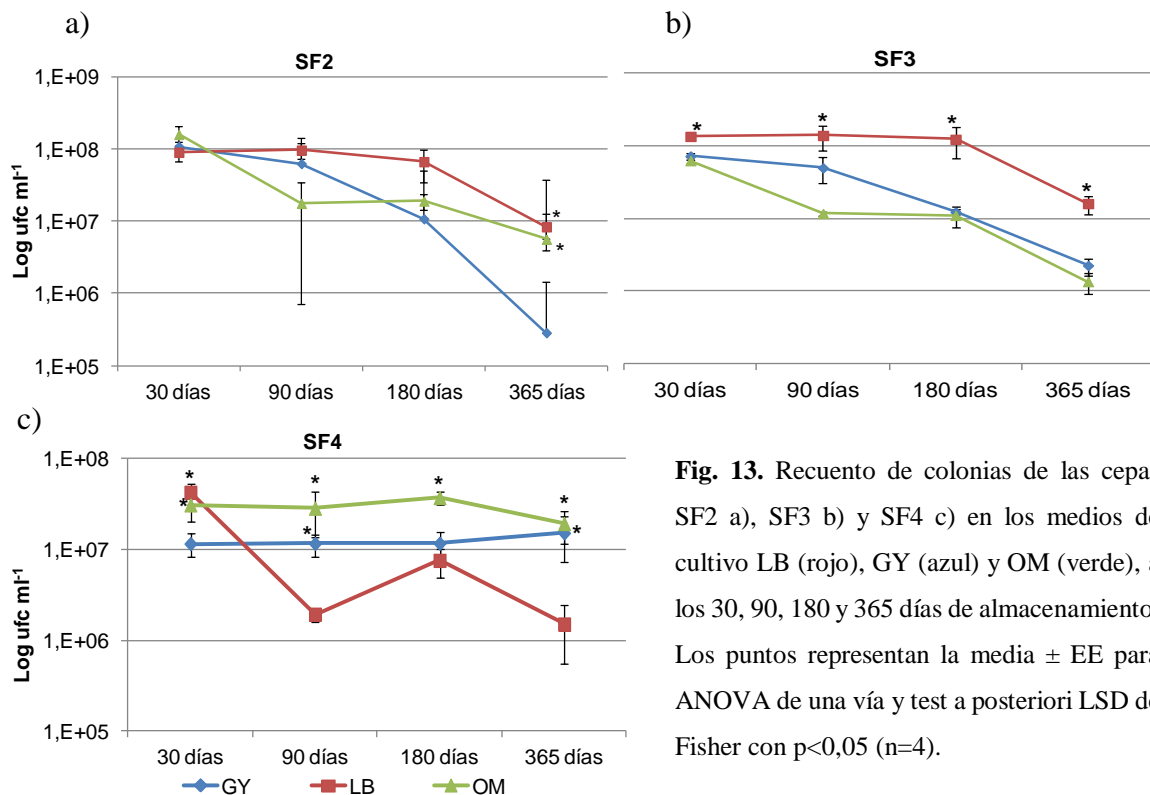 a)
SF2
1,E+09
1,E+08
1,E+07
1,E+06
1,E+05
Log ufc ml-1
30 días 90 días 180 días 365 días
*
*
b)
SF3
* * * *
30 días 90 días 180 días 365 días
c)
SF4
1,E+08
1,E+07
1,E+06
1,E+05
Log ufc ml-1
* * * *
* * *
30 días 90 días 180 días 365 días
GY LB OM
Fig. 13. Recuento de colonias de las cepa
SF2 a), SF3 b) y SF4 c) en los medios de
cultivo LB (rojo), GY (azul) y OM (verde), a
los 30, 90, 180 y 365 días de almacenamiento
Los puntos representan la media ± EE para
ANOVA de una vía y test a posteriori LSD de
Fisher con p<0,05 (n=4).